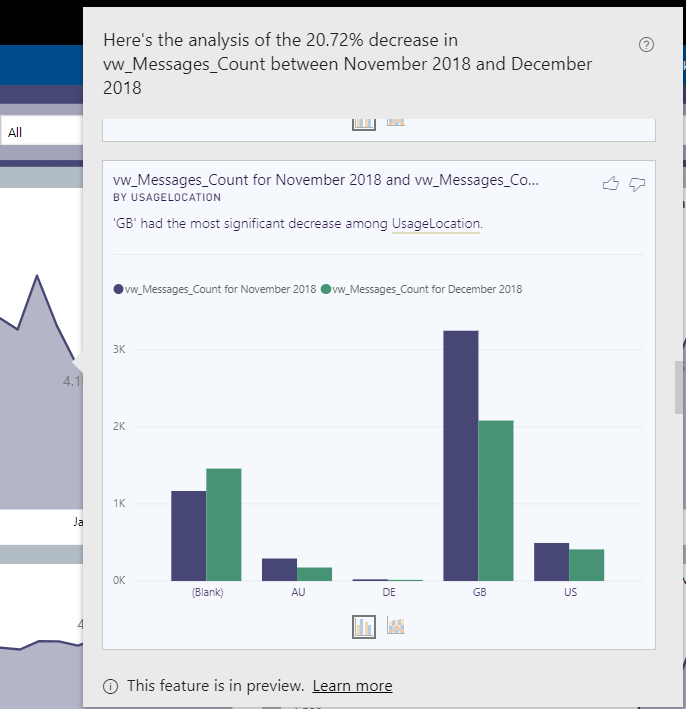 Here's the analysis of the 20.72% decrease in
vw_Messages_Count between November 2018 and December
2018
All
vw_Messages_Count for November 2018 and vw_Messages_Co...
BY USAGELOCATION
'GB' had the most significant decrease among UsageLocation.
vw_Messages_Count for November 2018 vw_Messages_Count for December 2018
3K
4.1
2K
1K
Ja
0K
(Blank) AU DE GB US
4
This feature is in preview. Learn more